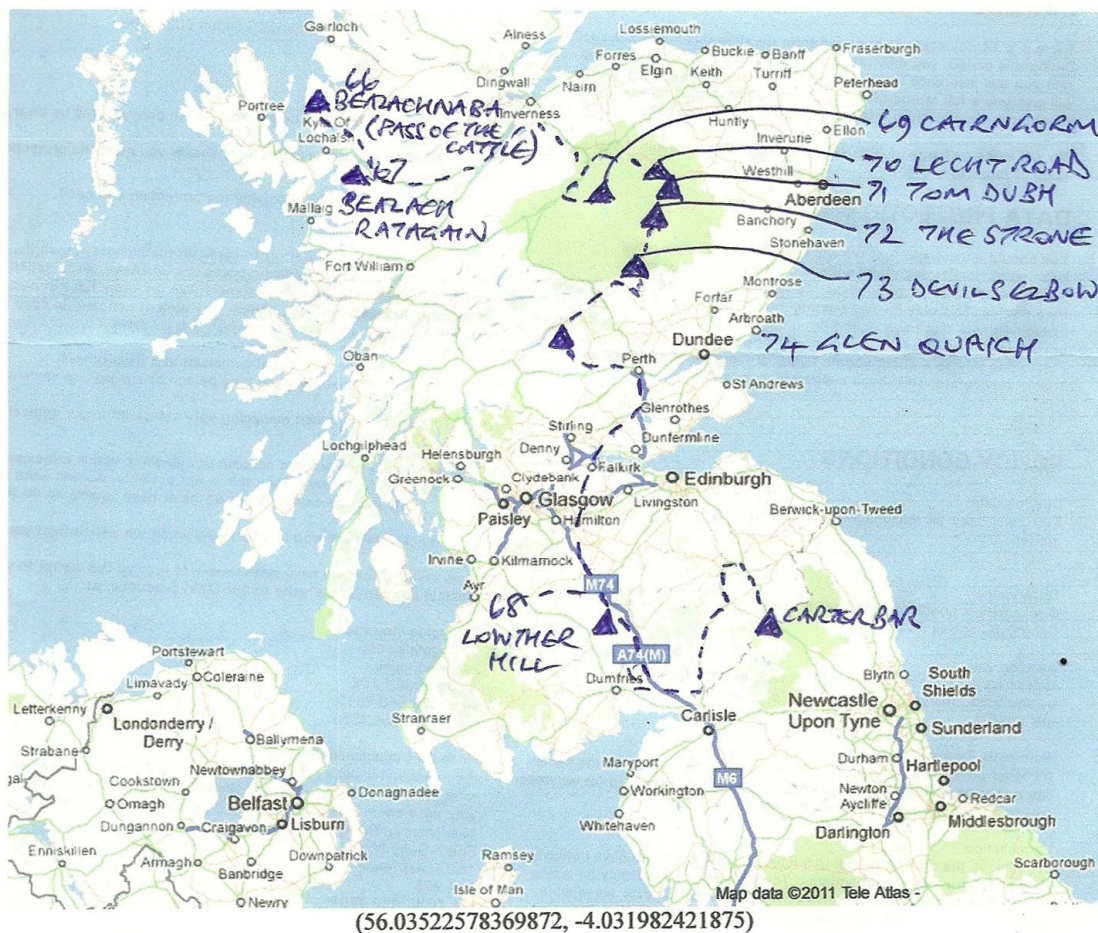 Gairloch
Lossiemouth
Alness
Forres
Elgin
Buckie
Banff
Fraserburgh
Dingwall
Nairn
Keith
Turriff
Peterhead
66
BEALACHNABA
(PASS OF THE
CATTLE)
Portree
Kyle Of
Lochalsh
Inverness
Huntly
Inverurie
Ellon
69 CAIRNGORM
67
BEALACH
RATAGAIN
Mallaig
Westhill
Aberdeen
Banchory
Stonehaven
70 LECHT ROAD
71 TOM DUBH
72 THE STRONE
Fort William
Montrose
73 DEVILS ELBOW
Forfar
Arbroath
Dundee
74 GLEN QUAICH
Oban
Perth
St Andrews
Glenrothes
Stirling
Dunfermline
Lochgilphead
Helensburgh
Denny
Falkirk
Greenock
Clydebank
Edinburgh
Glasgow
Livingston
Paisley
Hamilton
Berwick-upon-Tweed
Irvine
Kilmarnock
Ayr
M74
68
LOWTHER
HILL
CARTERBAR
A74(M)
Portstewart
Coleraine
Limavady
Dumfries
Blyth
South
Shields
Letterkenny
Londonderry /
Derry
Stranraer
Carlisle
Newcastle
Upon Tyne
Sunderland
Strabane
Ballymena
Durham
Hartlepool
Cookstown
Newtownabbey
Maryport
M6
Newton
Aycliffe
Redcar
Omagh
Belfast
Donaghadee
Workington
Middlesbrough
Dungannon
Craigavon
Lisburn
Whitehaven
Darlington
Enniskillen
Armagh
Downpatrick
Banbridge
Ramsey
Scarborough
Newry
Isle of Man
Map data ©2011 Tele Atlas -
(56.03522578369872, -4.031982421875)